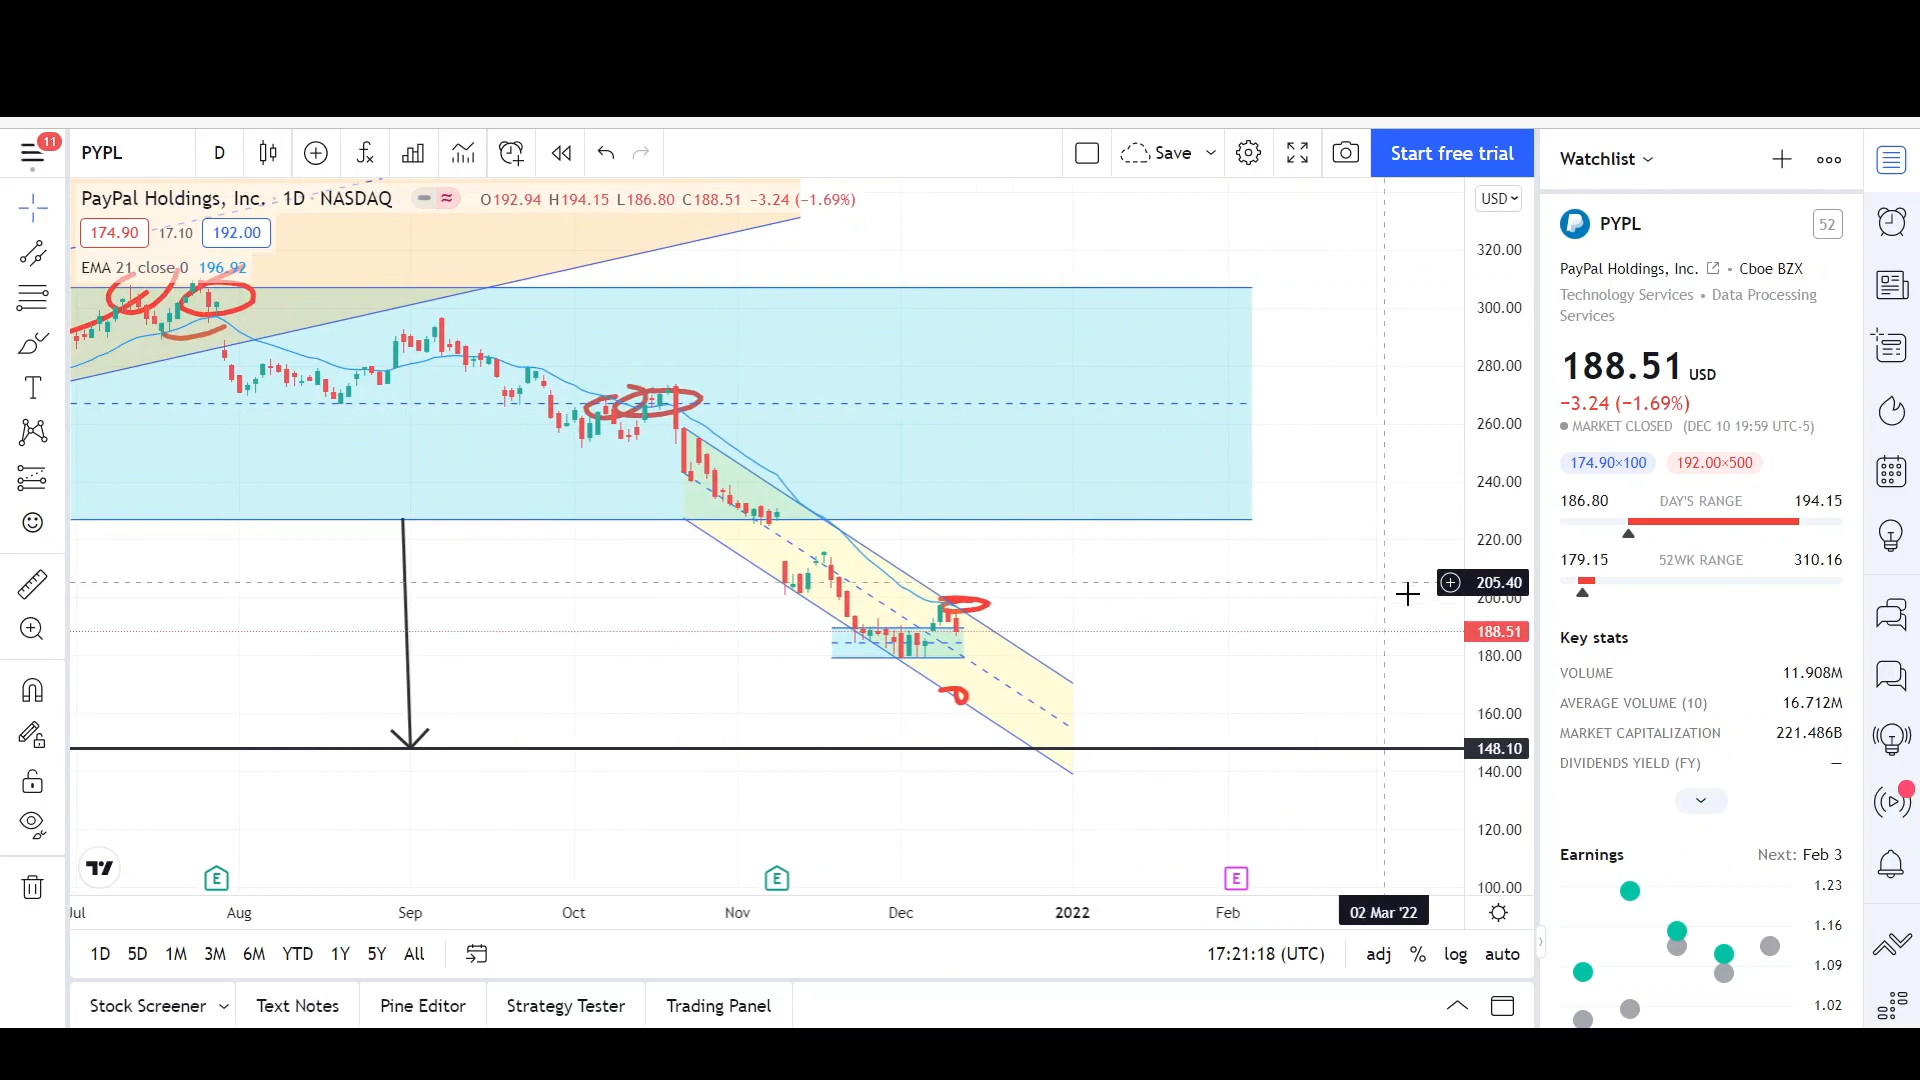 11
PYPL
D
Save
Start free trial
Watchlist
PayPal Holdings, Inc. · 1D · NASDAQ
O192.94 H194.15 L186.80 C188.51 −3.24 (−1.69%)
USD
174.90 17.10 192.00
EMA 21 close 0 196.92
320.00
300.00
280.00
260.00
240.00
220.00
205.40
200.00
188.51
180.00
160.00
148.10
140.00
120.00
100.00
E
E
E
Jul Aug Sep Oct Nov Dec 2022 Feb 02 Mar '22
1D 5D 1M 3M 6M YTD 1Y 5Y All
17:21:18 (UTC) adj % log auto
Stock Screener Text Notes Pine Editor Strategy Tester Trading Panel
PYPL
52
PayPal Holdings, Inc. • Cboe BZX
Technology Services • Data Processing
Services
188.51 USD
−3.24 (−1.69%)
MARKET CLOSED (DEC 10 19:59 UTC-5)
174.90×100 192.00×500
186.80 DAY'S RANGE 194.15
179.15 52WK RANGE 310.16
Key stats
VOLUME 11.908M
AVERAGE VOLUME (10) 16.712M
MARKET CAPITALIZATION 221.486B
DIVIDENDS YIELD (FY) —
Earnings Next: Feb 3
1.23
1.16
1.09
1.02